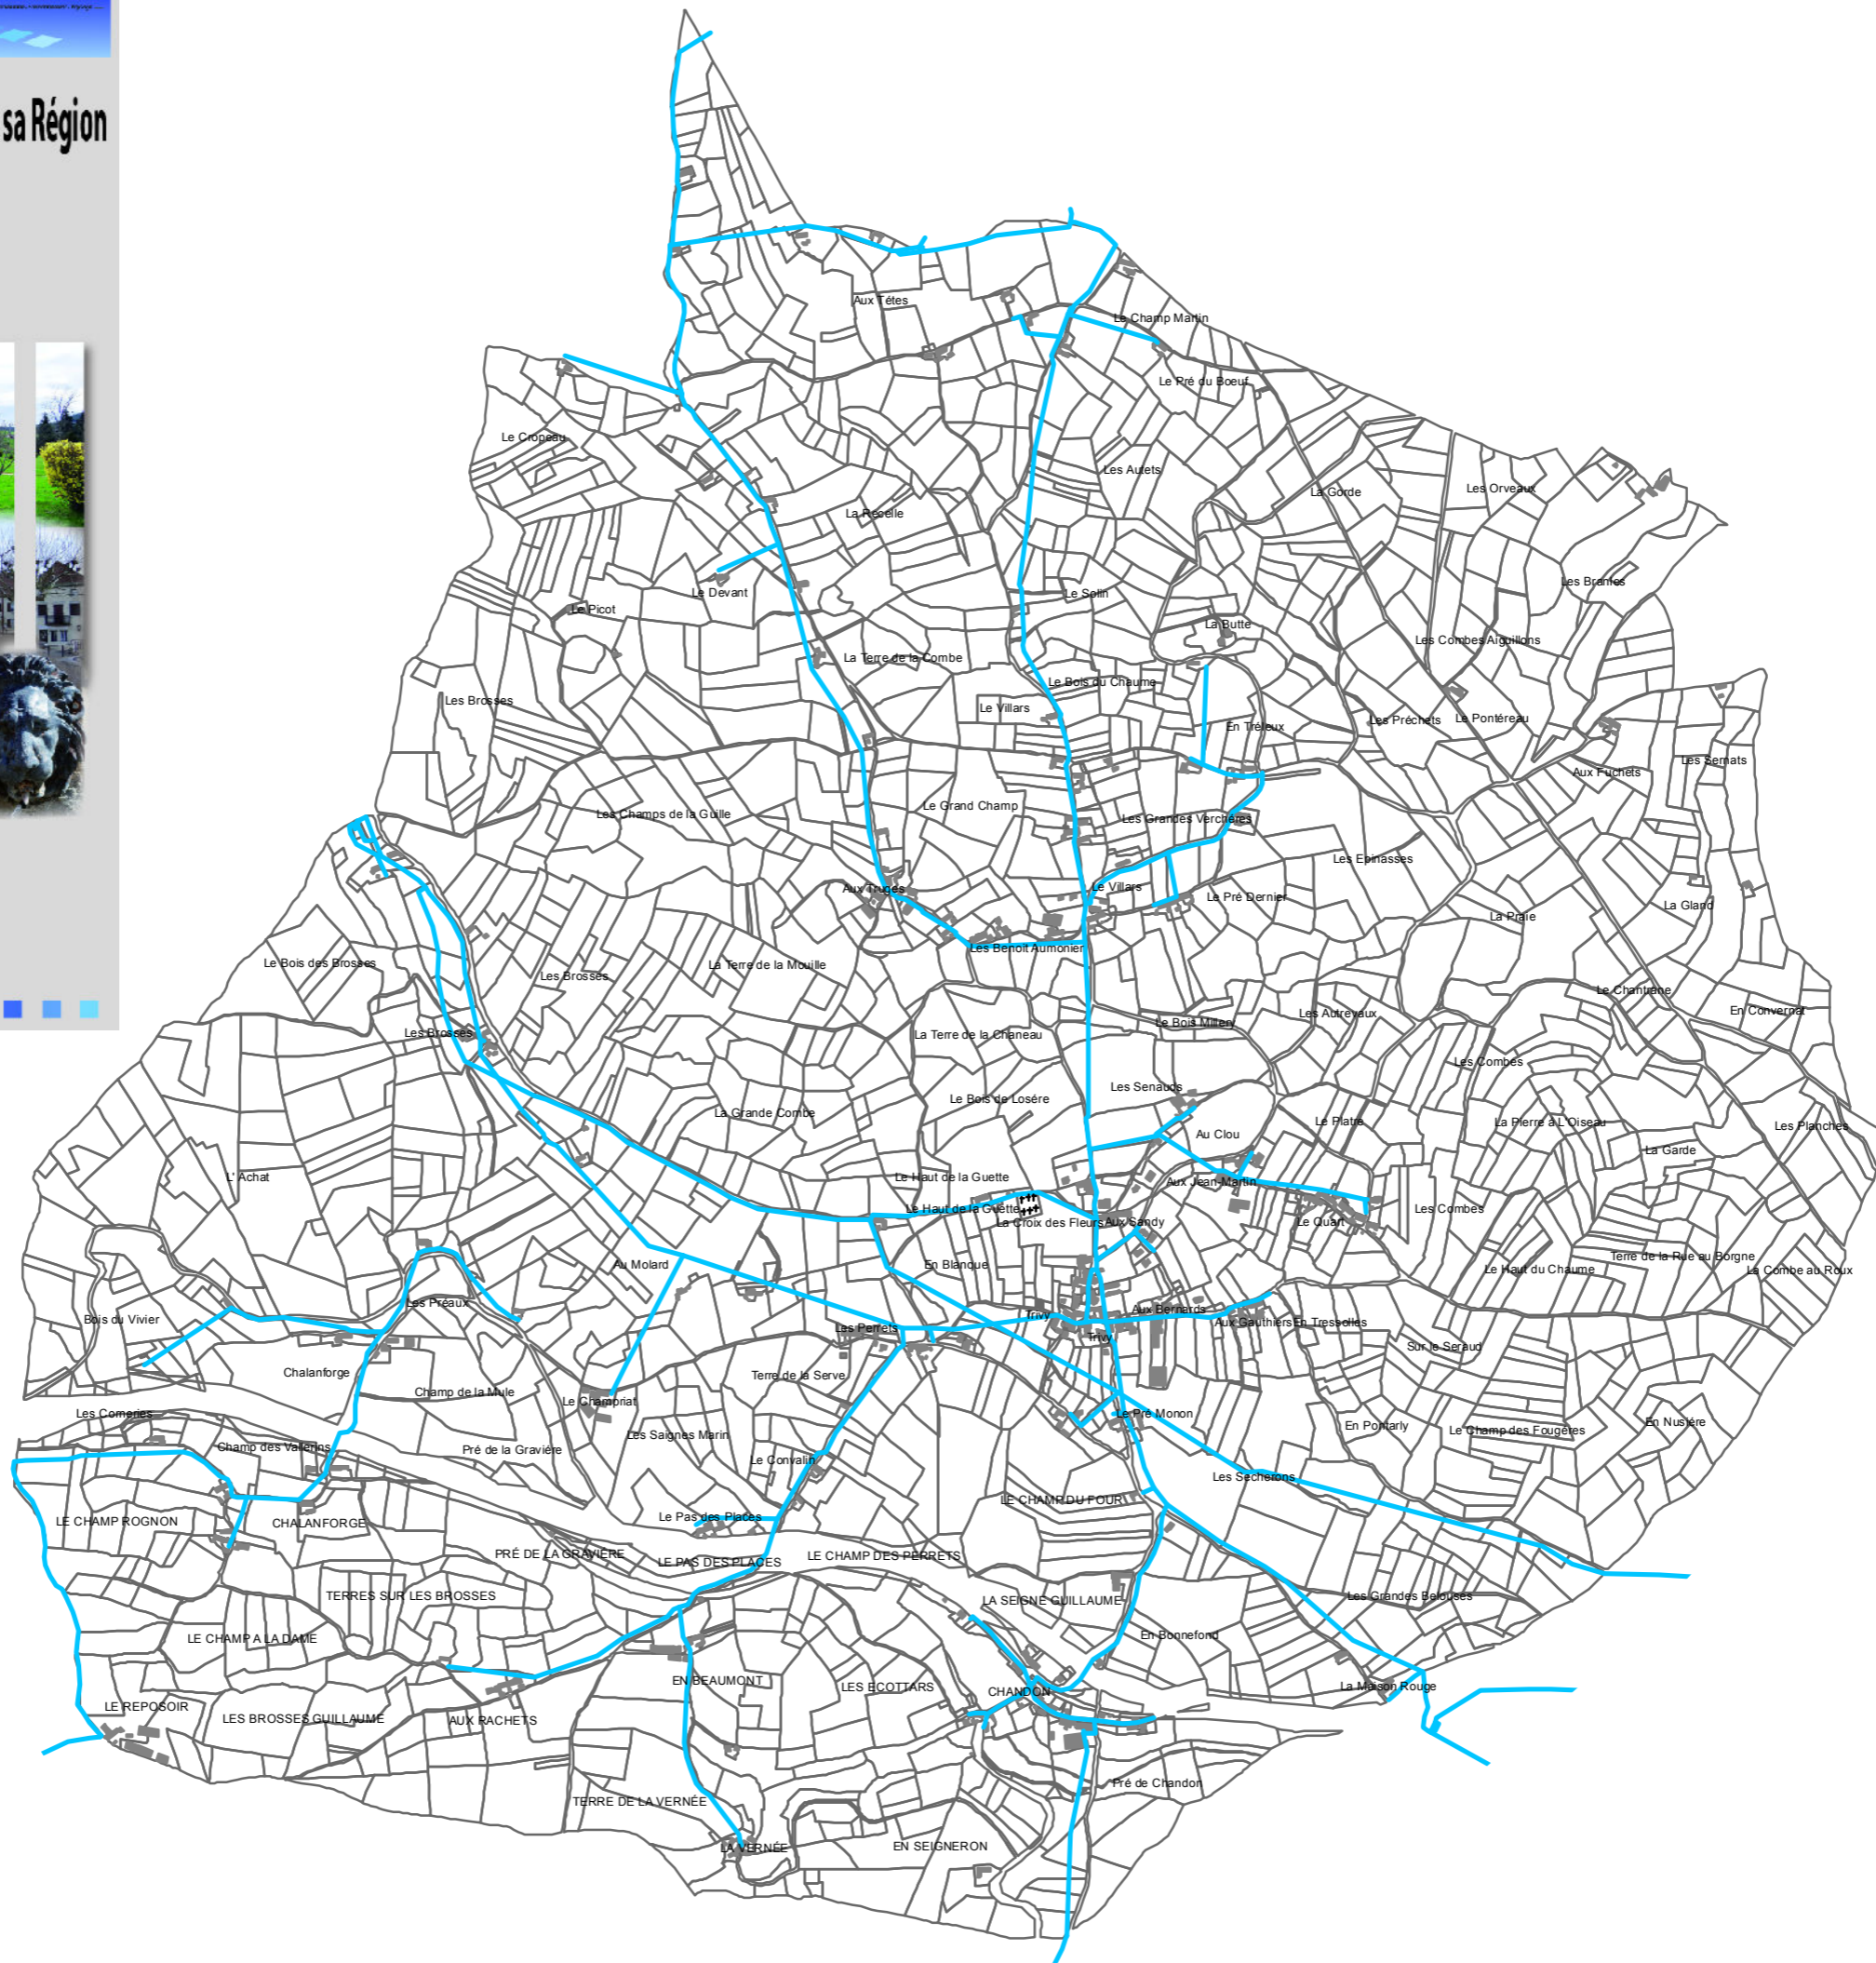 sa Région
Aux Tétes
Le Champ Martin
Le Pré du Boeuf
Le Cropeau
Les Autets
La Gorde
Les Orveaux
La Recelle
Le Devant
Le Picot
Le Solin
Les Branles
La Butte
Les Combes Aiguillons
La Terre de la Combe
Le Bois du Chaume
Les Brosses
Le Villars
Les Préchets
Le Pontéreau
En Tréleux
Les Semats
Aux Fuchets
Le Grand Champ
Les Champs de la Guille
Les Grandes Verchères
Les Epinasses
Aux Truges
Le Villars
Le Pré Dernier
La Gland
La Praie
Les Benoit Aumonier
Le Bois des Brosses
La Terre de la Mouille
Les Brosses
Le Chantrane
En Convernat
Les Autrevaux
Le Bois Millery
Les Brosses
La Terre de la Chaneau
Les Combes
Les Senauds
Le Bois de Losére
La Grande Combe
Le Platre
La Pierre à L'Oiseau
Les Planches
Au Clou
La Garde
L' Achat
Le Haut de la Guette
Aux Jean-Martin
Le Haut de la Guette
La Croix des Fleurs
Aux Sandy
Le Quart
Les Combes
Terre de la Rue au Borgne
Au Molard
En Blanque
Le Haut du Chaume
La Combe au Roux
Les Préaux
Bois du Vivier
Trivy
Aux Bernards
Aux Gauthiers
En Tressolles
Les Perrets
Trivy
Sur le Seraud
Chalanforge
Terre de la Serve
Champ de la Mule
Le Champriat
Les Corneries
Le Pré Monon
En Pontarly
Le Champ des Fougères
En Nusiére
Les Saignes Marin
Champ des Vallerins
Pré de la Gravière
Le Convalin
Les Sècherons
LE CHAMP DU FOUR
Le Pas des Places
LE CHAMP ROGNON
CHALANFORGE
PRÉ DE LA GRAVIÈRE
LE PAS DES PLACES
LE CHAMP DES PERRETS
TERRES SUR LES BROSSES
LA SEIGNE GUILLAUME
Les Grandes Belouses
LE CHAMP A LA DAME
En Bonnefond
EN BEAUMONT
LES ECOTTARS
CHANDON
La Maison Rouge
LE REPOSOIR
LES BROSSES GUILLAUME
AUX RACHETS
Pré de Chandon
TERRE DE LA VERNÉE
LA VERNÉE
EN SEIGNERON